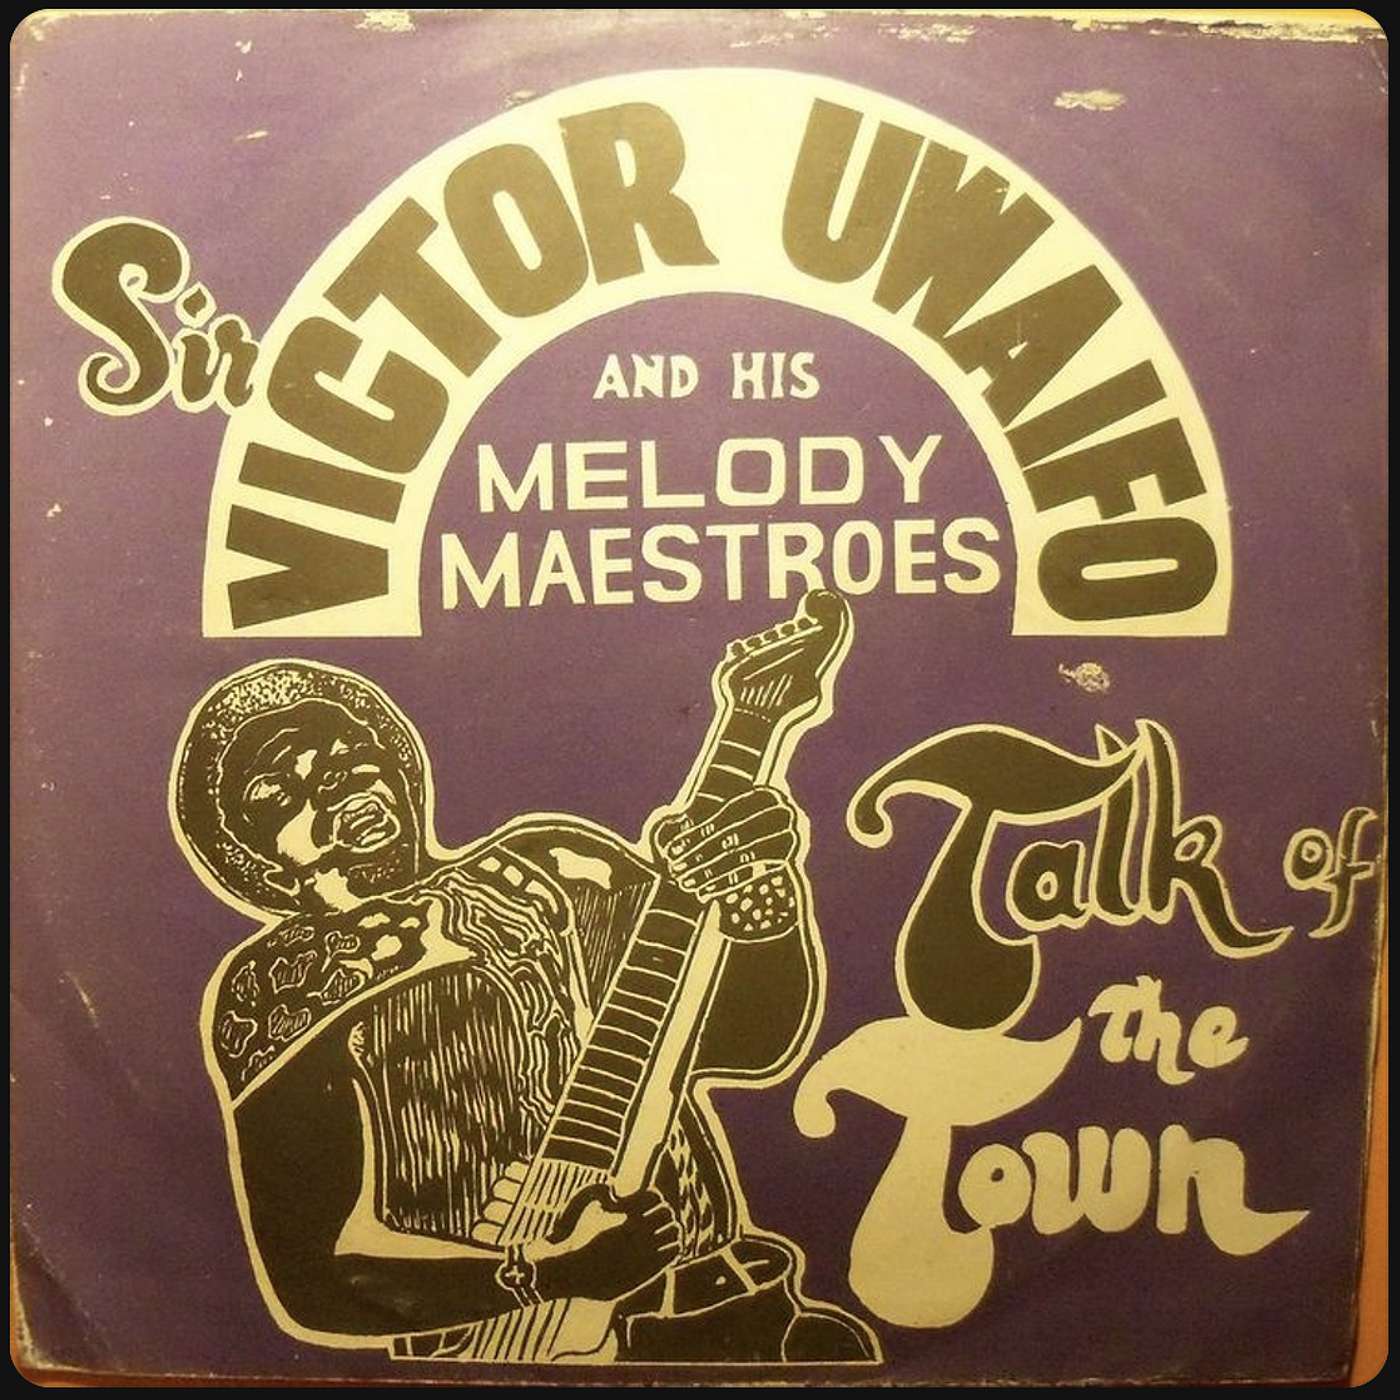 Sir VICTOR UWAIFO
AND HIS
MELODY
MAESTROES
Talk of
the
Town